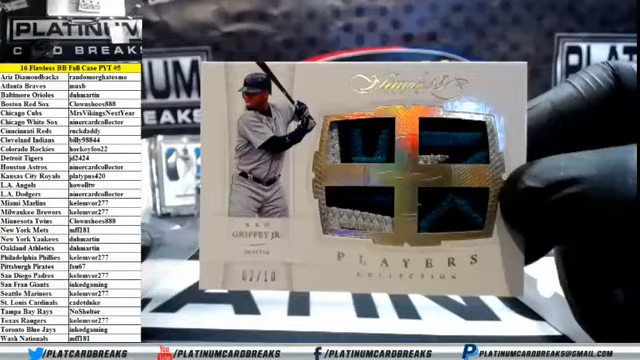 PLATINUM
CARD BREAKS
16 Flawless BB Full Case PYT #5
Ariz Diamondbacks randomorghatesme
Atlanta Braves maxb
Baltimore Orioles dahmartin
Boston Red Sox Clownshoes888
Chicago Cubs MrsVikingsNextYear
Chicago White Sox ninercardcollector
Cincinnati Reds ruckdaddy
Cleveland Indians billy98844
Colorado Rockies hockeyfoo22
Detroit Tigers jd2424
Houston Astros ninercardcollector
Kansas City Royals platypus420
L.A. Angels howelltw
L.A. Dodgers ninercardcollector
Miami Marlins kelemvor277
Milwaukee Brewers kelemvor277
Minnesota Twins Clownshoes888
New York Mets mff181
New York Yankees dahmartin
Oakland Athletics dahmartin
Philadelphia Phillies kelemvor277
Pittsburgh Pirates fsu67
San Diego Padres kelemvor277
San Fran Giants inkedgaming
Seattle Mariners kelemvor277
St. Louis Cardinals cadetduke
Tampa Bay Rays NoShelter
Texas Rangers kelemvor277
Toronto Blue Jays inkedgaming
Wash Nationals mff181
Flawless
KEN
GRIFFEY JR.
PLAYERS
COLLECTION
/PLATCARDBREAKS
/PLATINUMCARDBREAKS
/PLATINUMCARDBREAKS
PLATINUMCARDBREAKS@GMAIL.COM